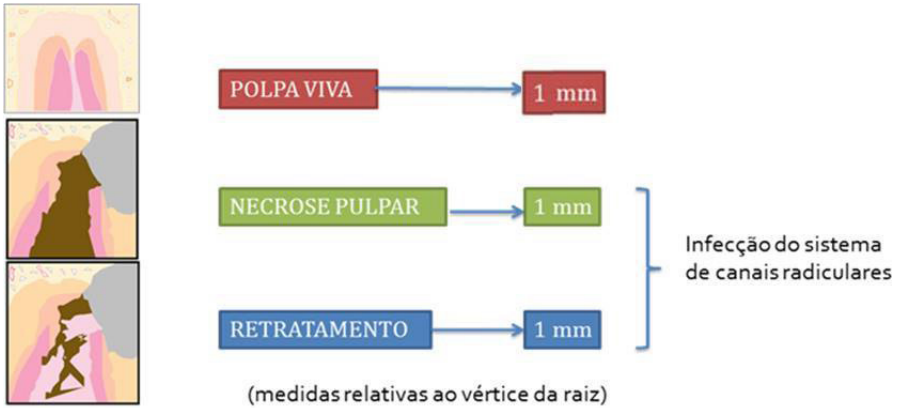 POLPA VIVA
1 mm
NECROSE PULPAR
1 mm
RETRATAMENTO
1 mm
Infecção do sistema
de canais radiculares
(medidas relativas ao vértice da raiz)